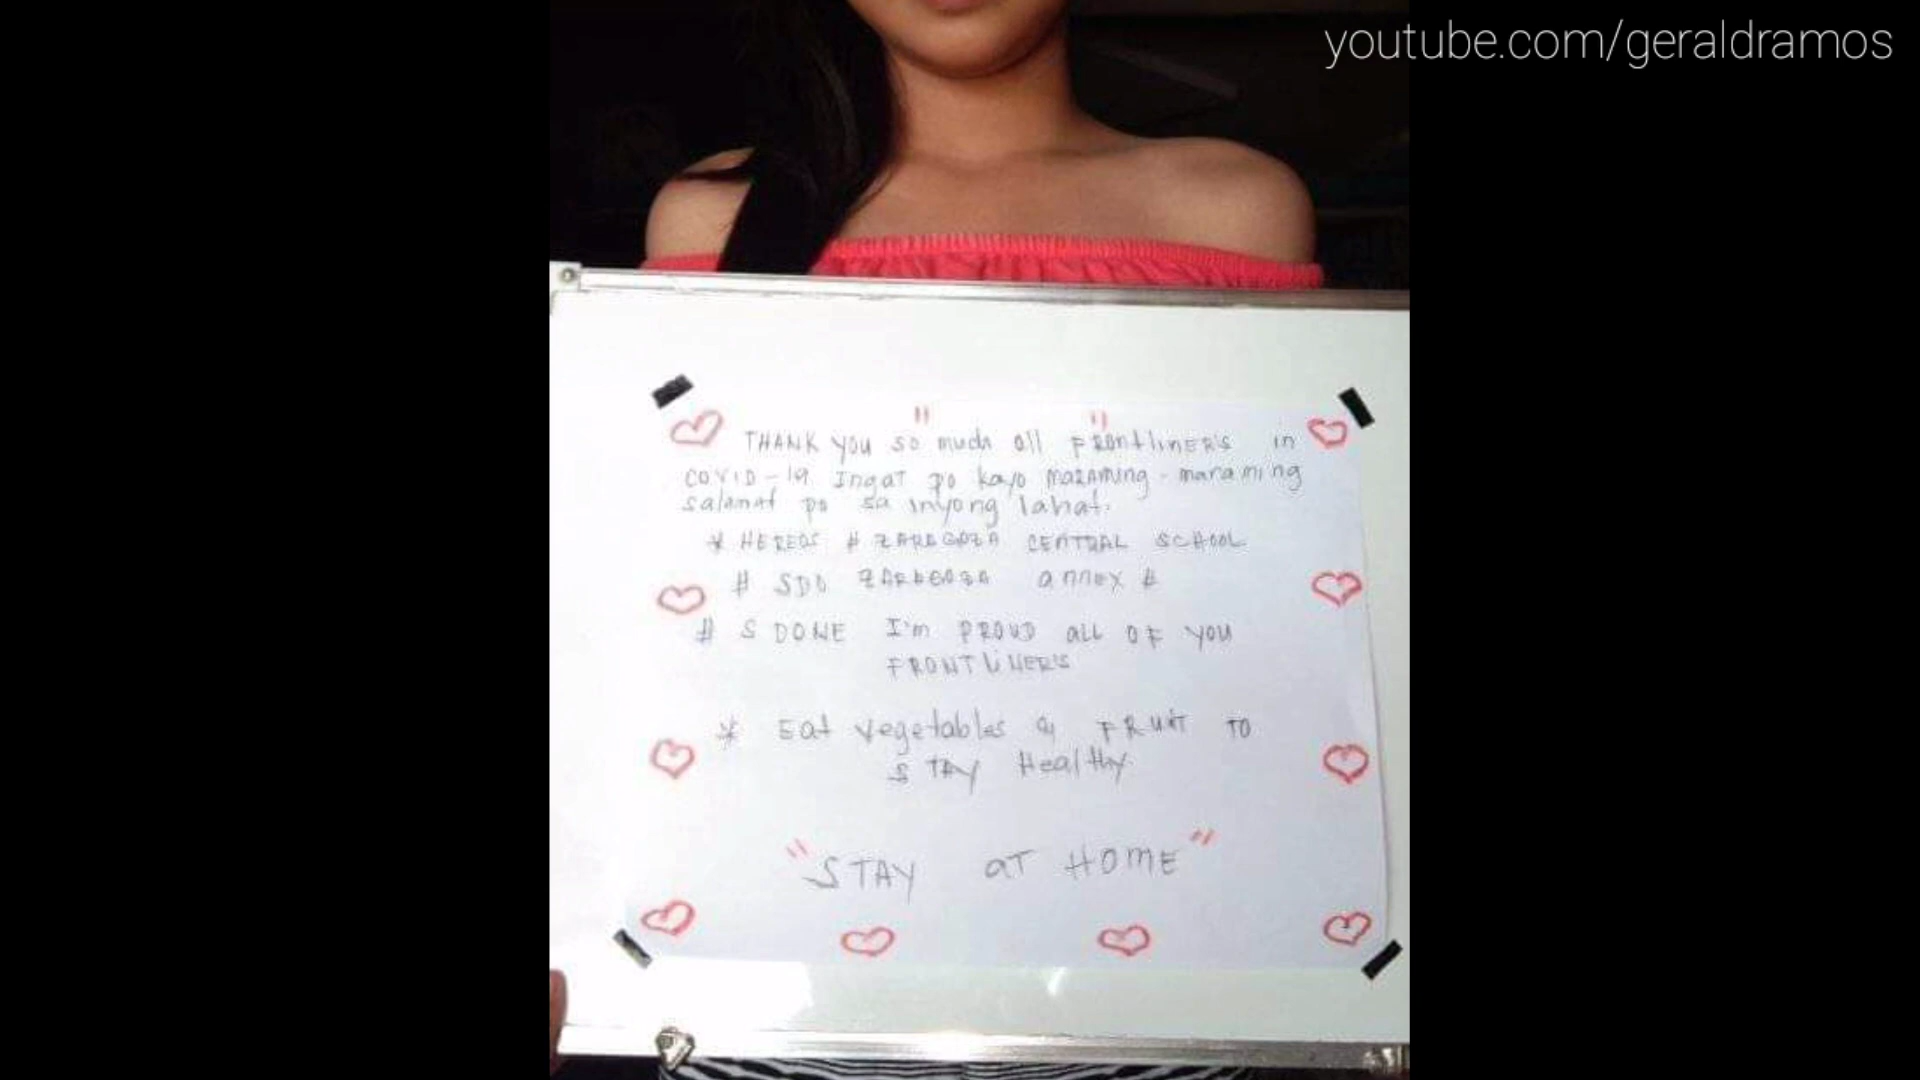 youtube.com/geraldramos
" "
THANK you so much all FRontlinER's in
COVID-19 Ingat po kayo maraming-maraming
salamat po sa inyong lahat.
* HEREOS # ZARAGOZA CENTRAL SCHOOL
# SDO ZARAGOZA annex #
# S DONE I'm PROUD all OF YOU
FRONTliNER'S
* Eat vegetables & FRUIT TO
STAY Healthy.
"STAY aT HOME"